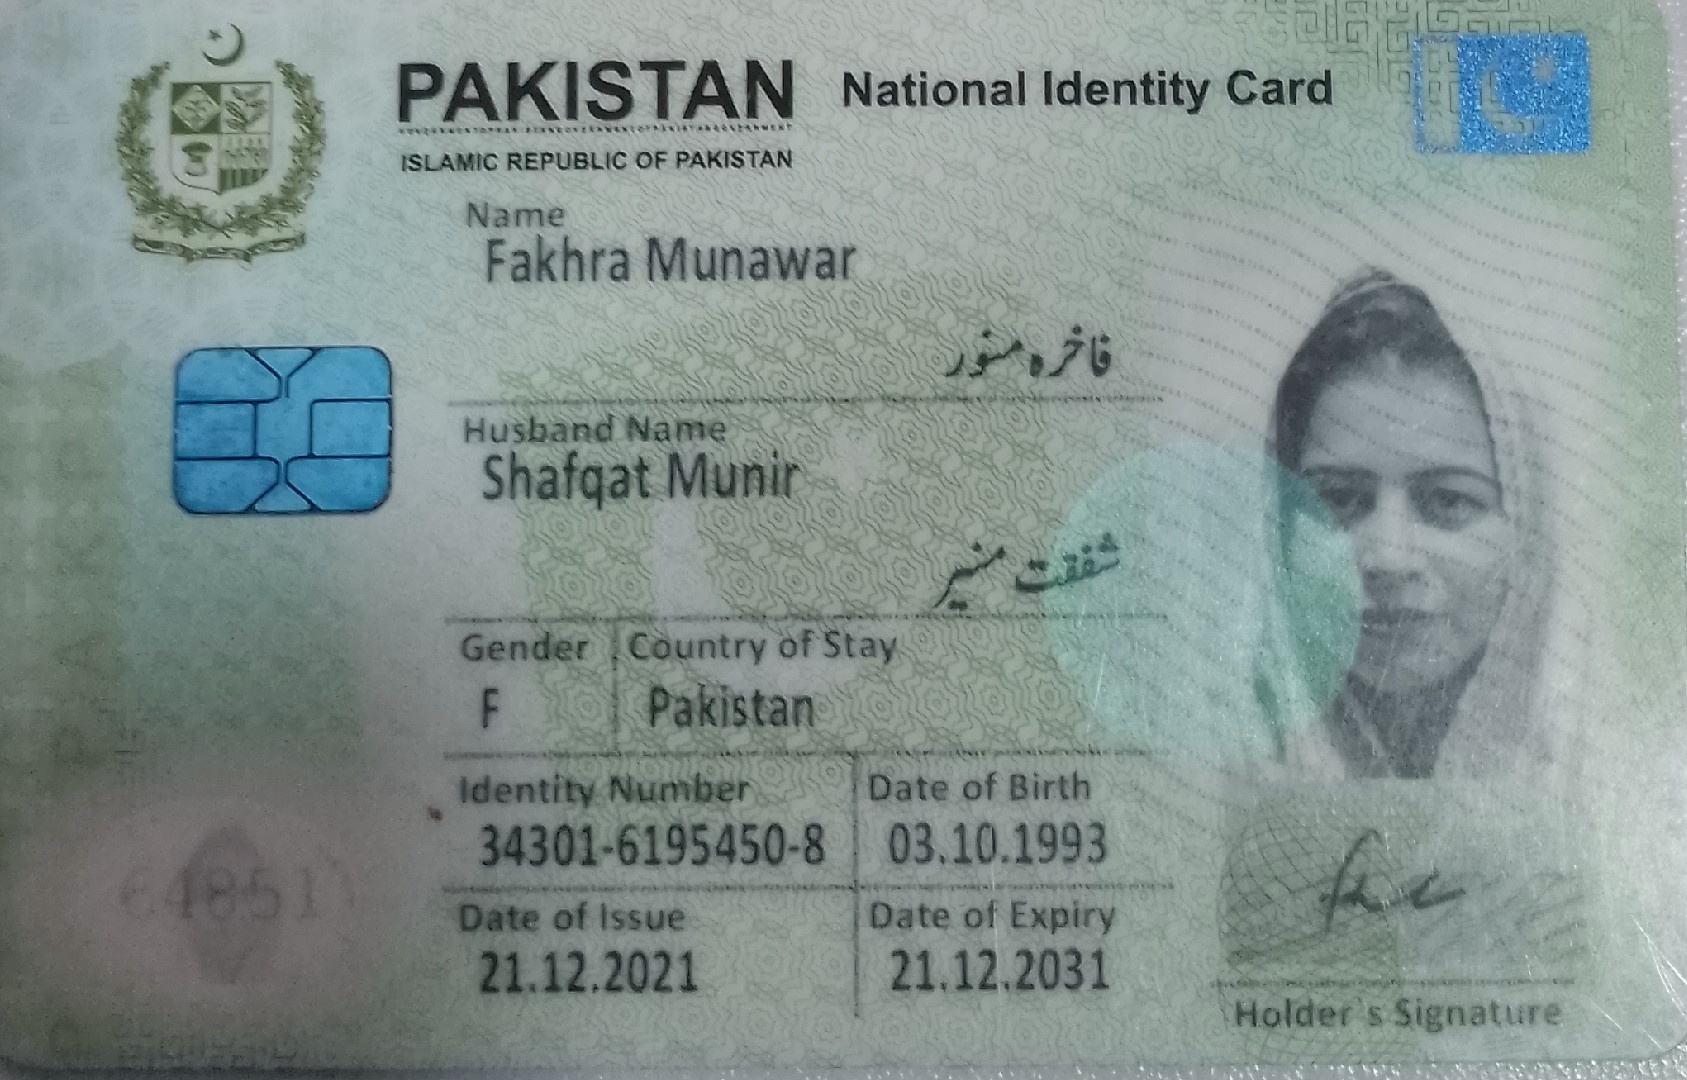 PAKISTAN National Identity Card
ISLAMIC REPUBLIC OF PAKISTAN
Name
Fakhra Munawar
فاخرہ منور
Husband Name
Shafqat Munir
شفقت منیر
Gender Country of Stay
F Pakistan
Identity Number Date of Birth
34301-6195450-8 03.10.1993
Date of Issue Date of Expiry
21.12.2021 21.12.2031
Holder's Signature